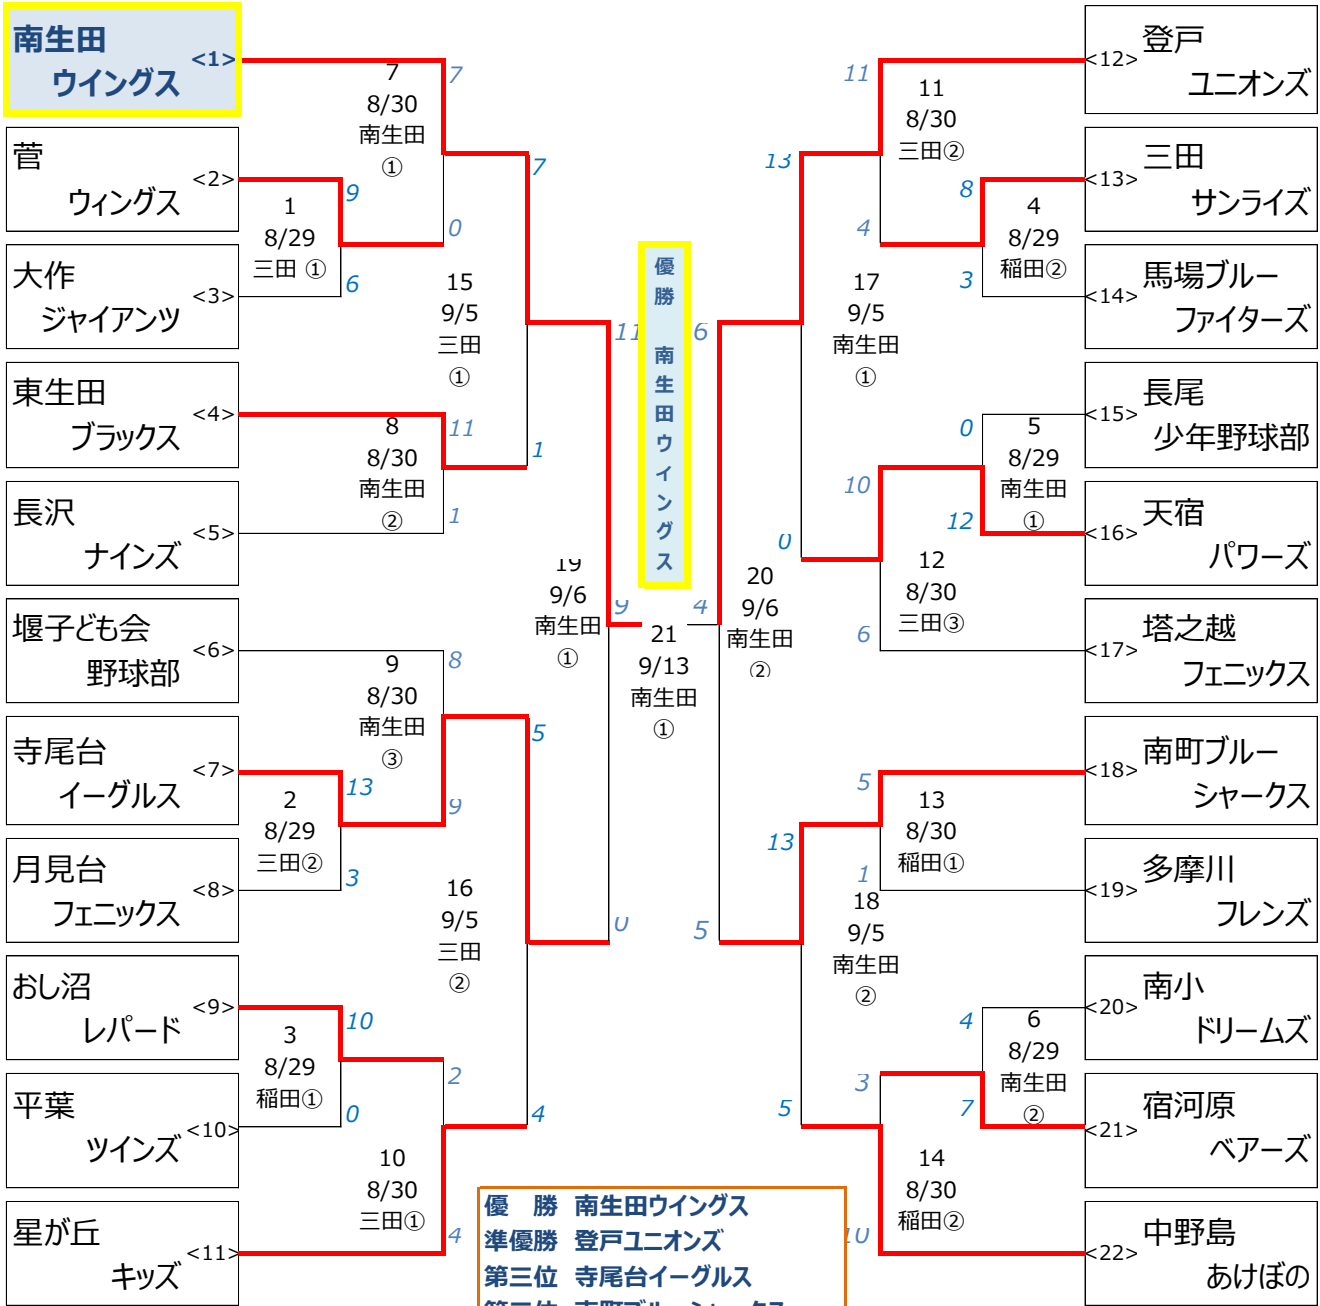 南生田
ウイングス
<1>
菅
ウィングス
<2>
大作
ジャイアンツ
<3>
東生田
ブラックス
<4>
長沢
ナインズ
<5>
堰子ども会
野球部
<6>
寺尾台
イーグルス
<7>
月見台
フェニックス
<8>
おし沼
レパード
<9>
平葉
ツインズ
<10>
星が丘
キッズ
<11>
1
8/29
三田 ①
9
6
2
8/29
三田②
13
3
3
8/29
稲田①
10
0
7
8/30
南生田
①
7
0
8
8/30
南生田
②
11
1
9
8/30
南生田
③
8
9
10
8/30
三田①
2
4
15
9/5
三田
①
7
1
16
9/5
三田
②
5
4
19
9/6
南生田
①
11
0
優勝 南生田ウイングス
21
9/13
南生田
①
9
4
20
9/6
南生田
②
6
5
17
9/5
南生田
①
13
0
18
9/5
南生田
②
13
5
11
8/30
三田②
11
4
12
8/30
三田③
10
6
13
8/30
稲田①
5
1
14
8/30
稲田②
3
10
4
8/29
稲田②
8
3
5
8/29
南生田
①
0
12
6
8/29
南生田
②
4
7
<12>
登戸
ユニオンズ
<13>
三田
サンライズ
<14>
馬場ブルー
ファイターズ
<15>
長尾
少年野球部
<16>
天宿
パワーズ
<17>
塔之越
フェニックス
<18>
南町ブルー
シャークス
<19>
多摩川
フレンズ
<20>
南小
ドリームズ
<21>
宿河原
ベアーズ
<22>
中野島
あけぼの
優 勝 南生田ウイングス
準優勝 登戸ユニオンズ
第三位 寺尾台イーグルス
第三位 南町ブルーシャークス